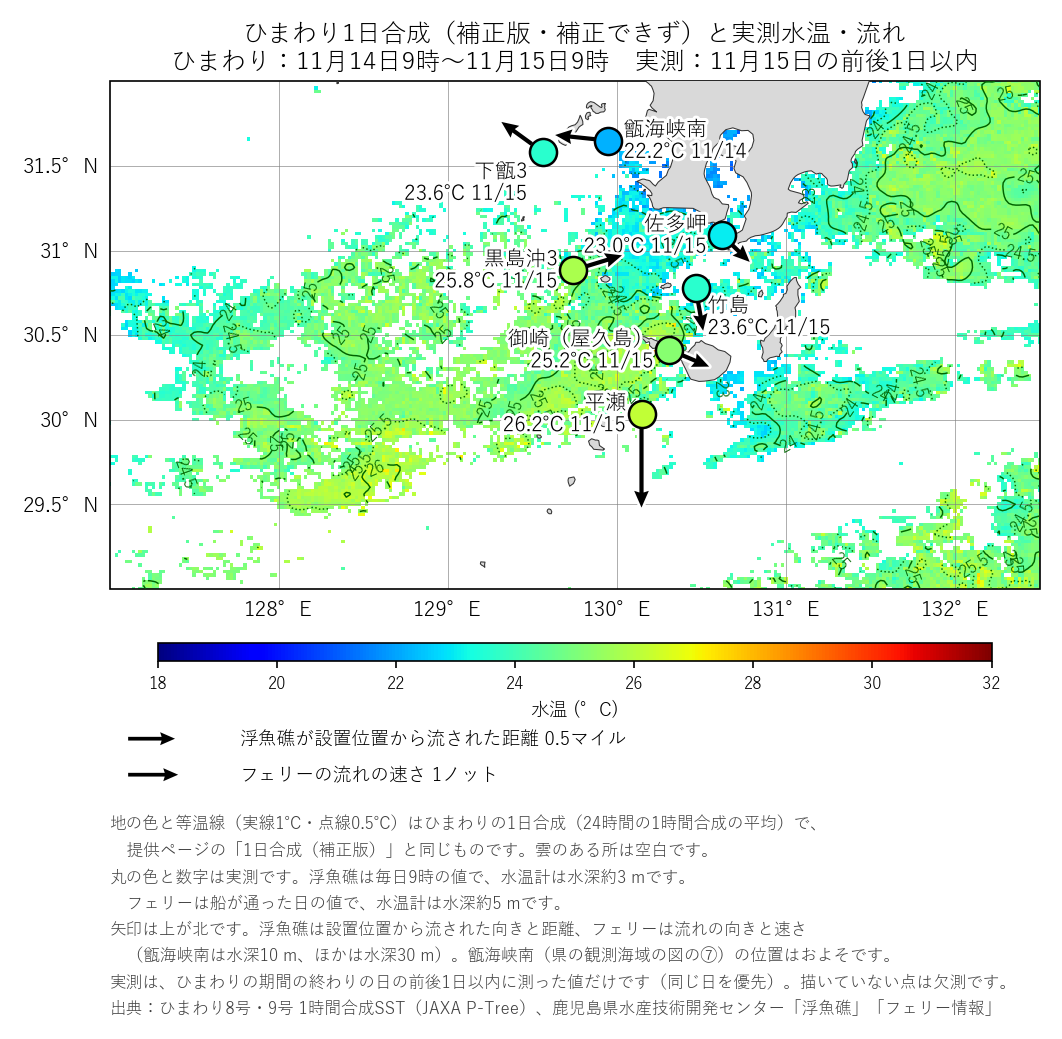 ひまわり1日合成（補正版・補正できず）と実測水温・流れ
ひまわり：11月14日9時～11月15日9時　実測：11月15日の前後1日以内
甑海峡南
22.2°C 11/14
下甑3
23.6°C 11/15
佐多岬
23.0°C 11/15
黒島沖3
25.8°C 11/15
竹島
23.6°C 11/15
御崎（屋久島）
25.2°C 11/15
平瀬
26.2°C 11/15
31.5° N
31° N
30.5° N
30° N
29.5° N
128° E
129° E
130° E
131° E
132° E
18
20
22
24
26
28
30
32
水温 (° C)
浮魚礁が設置位置から流された距離 0.5マイル
フェリーの流れの速さ 1ノット
地の色と等温線（実線1°C・点線0.5°C）はひまわりの1日合成（24時間の1時間合成の平均）で、
提供ページの「1日合成（補正版）」と同じものです。雲のある所は空白です。
丸の色と数字は実測です。浮魚礁は毎日9時の値で、水温計は水深約3 mです。
フェリーは船が通った日の値で、水温計は水深約5 mです。
矢印は上が北です。浮魚礁は設置位置から流された向きと距離、フェリーは流れの向きと速さ
（甑海峡南は水深10 m、ほかは水深30 m）。甑海峡南（県の観測海域の図の⑦）の位置はおよそです。
実測は、ひまわりの期間の終わりの日の前後1日以内に測った値だけです（同じ日を優先）。描いていない点は欠測です。
出典：ひまわり8号・9号 1時間合成SST（JAXA P-Tree）、鹿児島県水産技術開発センター「浮魚礁」「フェリー情報」